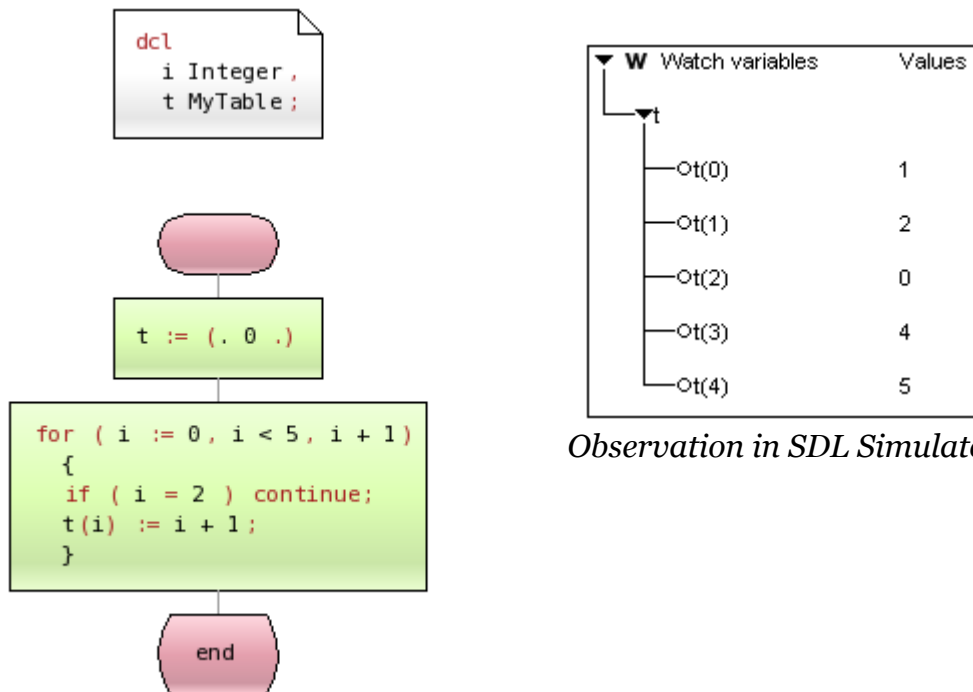 dcl
i Integer,
t MyTable;
t := (. 0 .)
for ( i := 0, i < 5, i + 1)
{
if ( i = 2 ) continue;
t(i) := i + 1;
}
end
W Watch variables Values
t
t(0) 1
t(1) 2
t(2) 0
t(3) 4
t(4) 5
Observation in SDL Simulato